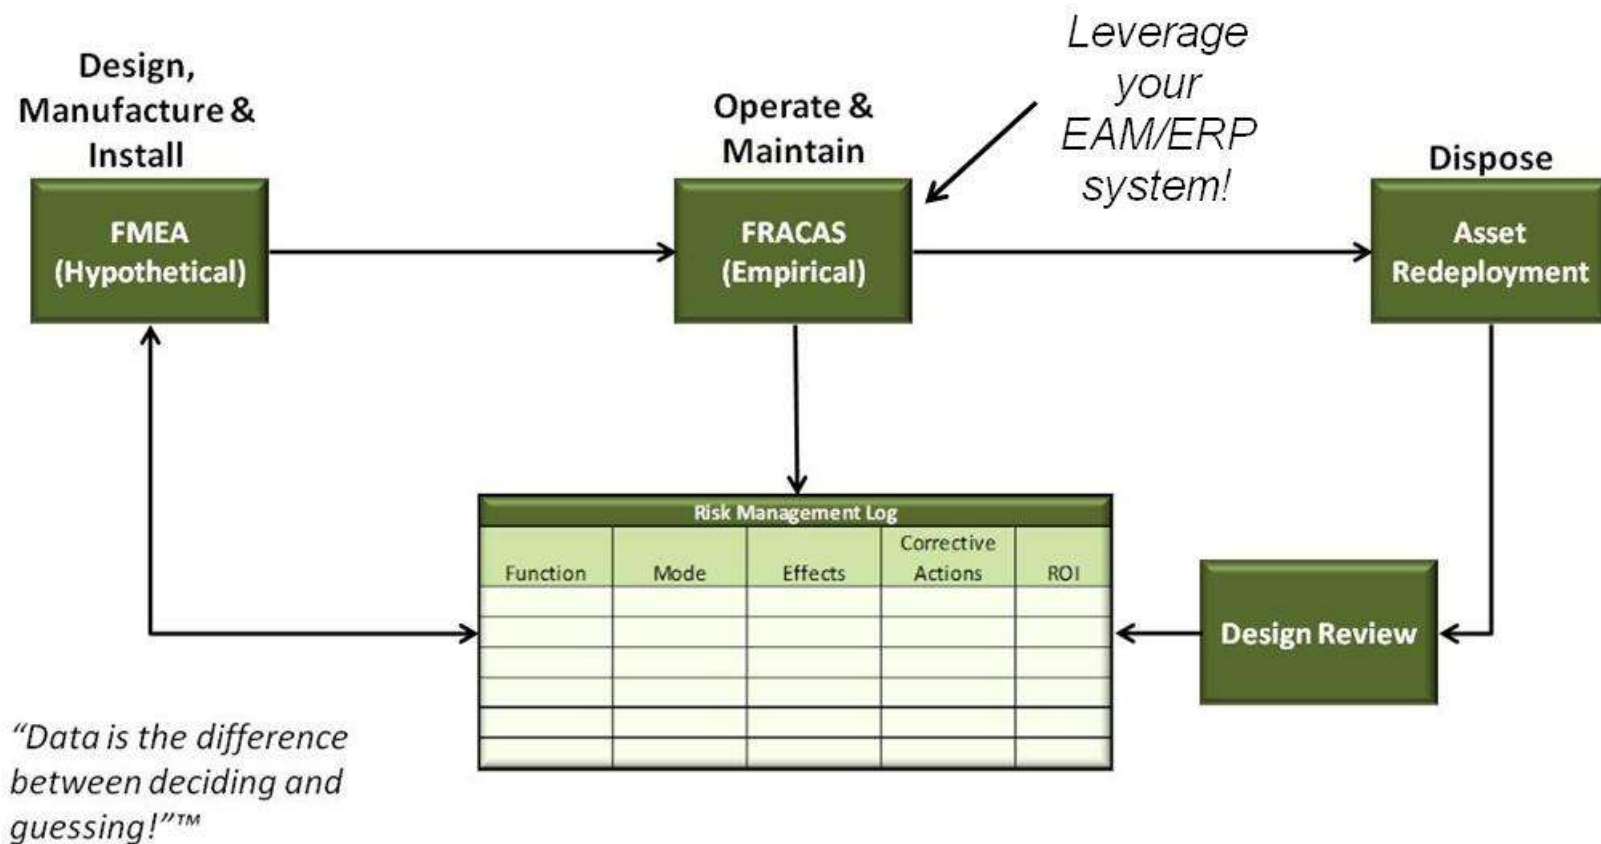 Design,
Manufacture &
Install
FMEA
(Hypothetical)
Operate &
Maintain
FRACAS
(Empirical)
Leverage
your
EAM/ERP
system!
Dispose
Asset
Redeployment
Risk Management Log
Function Mode Effects Corrective Actions ROI
Design Review
“Data is the difference
between deciding and
guessing!”™